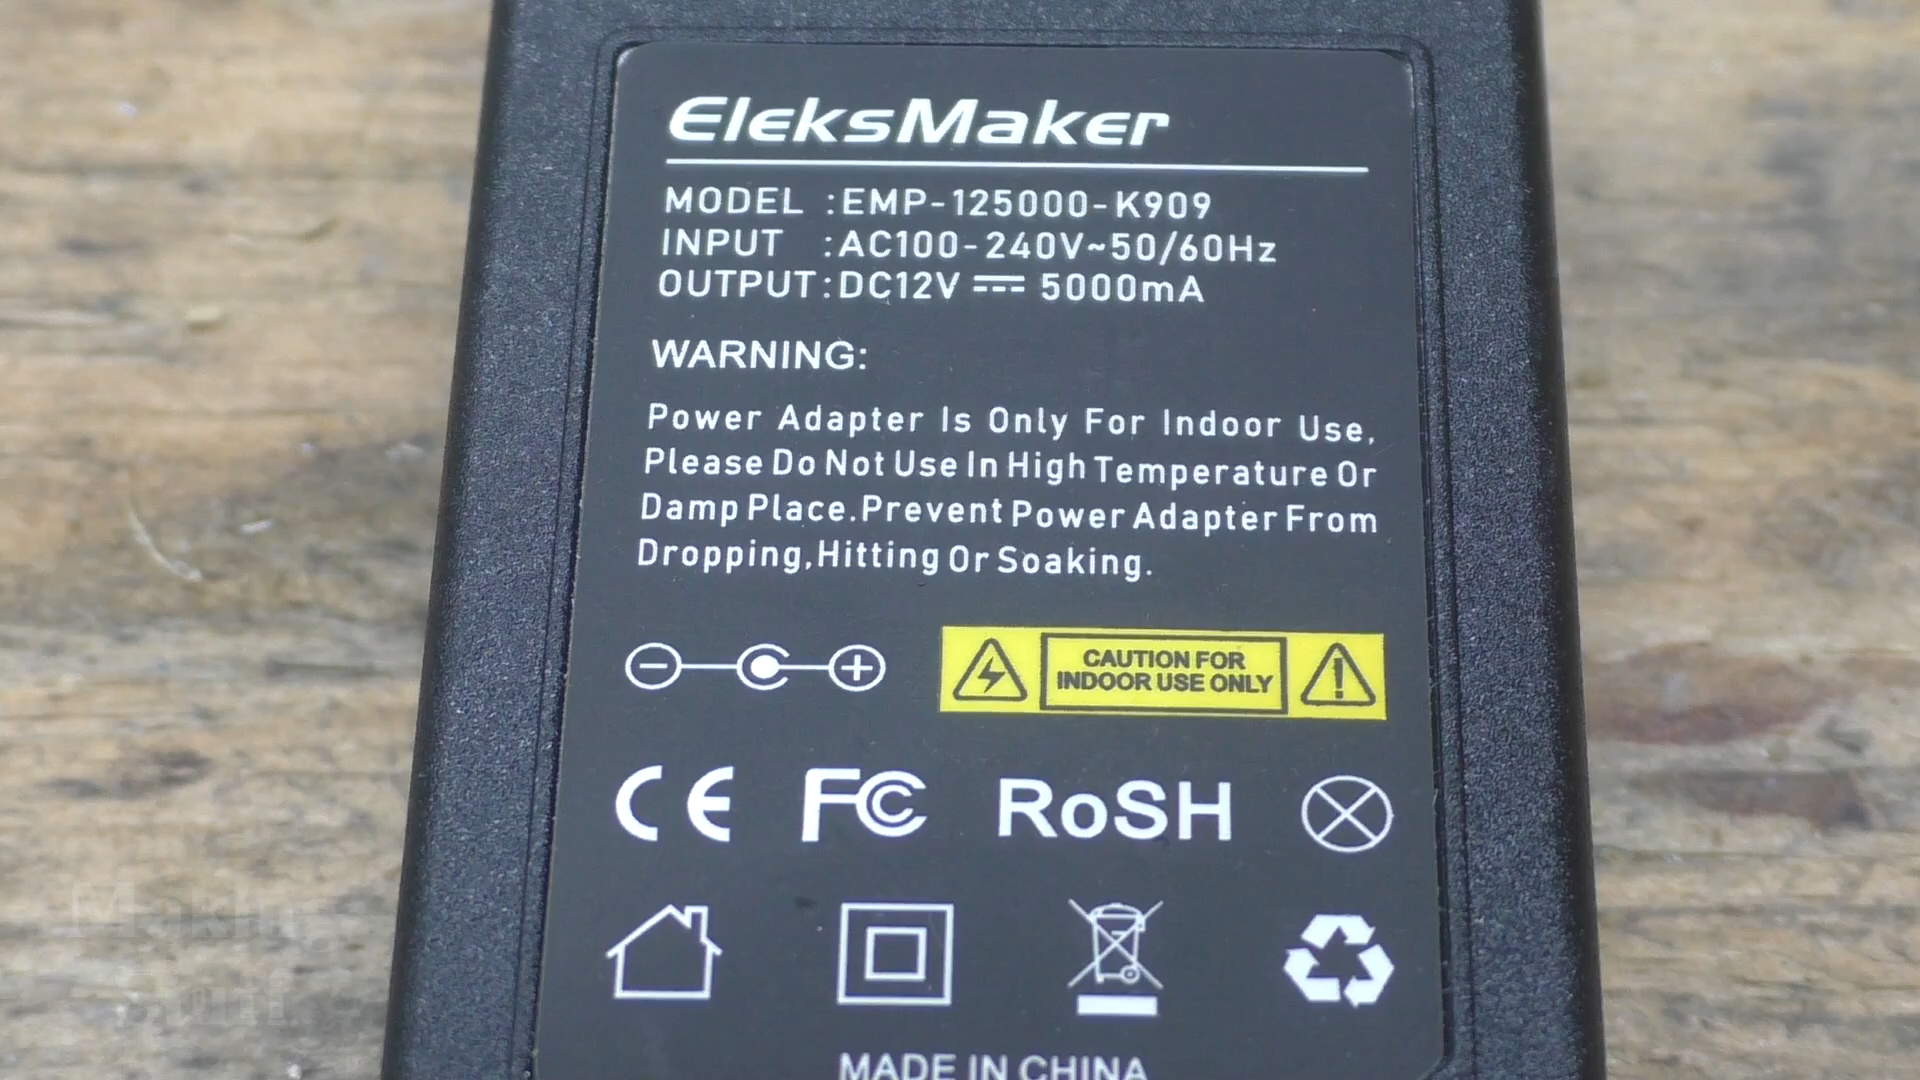 EleksMaker
MODEL :EMP-125000-K909
INPUT :AC100-240V~50/60Hz
OUTPUT:DC12V ⎓ 5000mA
WARNING:
Power Adapter Is Only For Indoor Use,
Please Do Not Use In High Temperature Or
Damp Place.Prevent Power Adapter From
Dropping,Hitting Or Soaking.
CAUTION FOR
INDOOR USE ONLY
CE FC RoSH
MADE IN CHINA